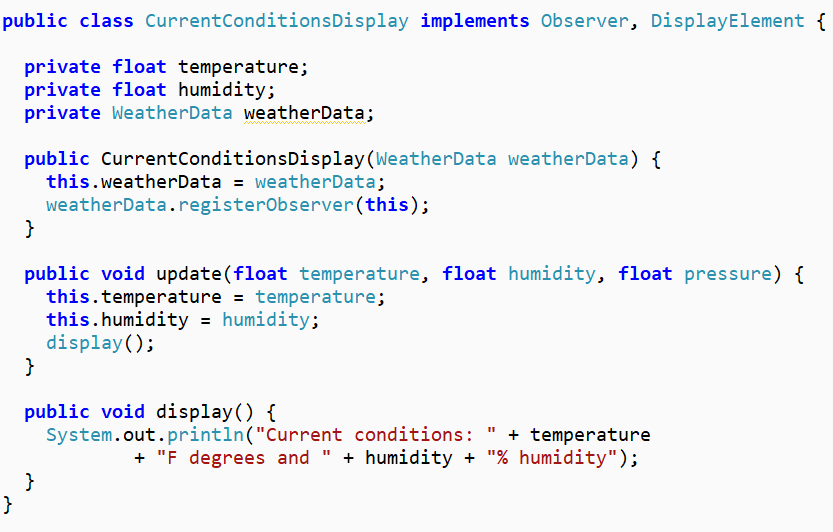 public class CurrentConditionsDisplay implements Observer, DisplayElement {
private float temperature;
private float humidity;
private WeatherData weatherData;
public CurrentConditionsDisplay(WeatherData weatherData) {
this.weatherData = weatherData;
weatherData.registerObserver(this);
}
public void update(float temperature, float humidity, float pressure) {
this.temperature = temperature;
this.humidity = humidity;
display();
}
public void display() {
System.out.println("Current conditions: " + temperature
+ "F degrees and " + humidity + "% humidity");
}
}